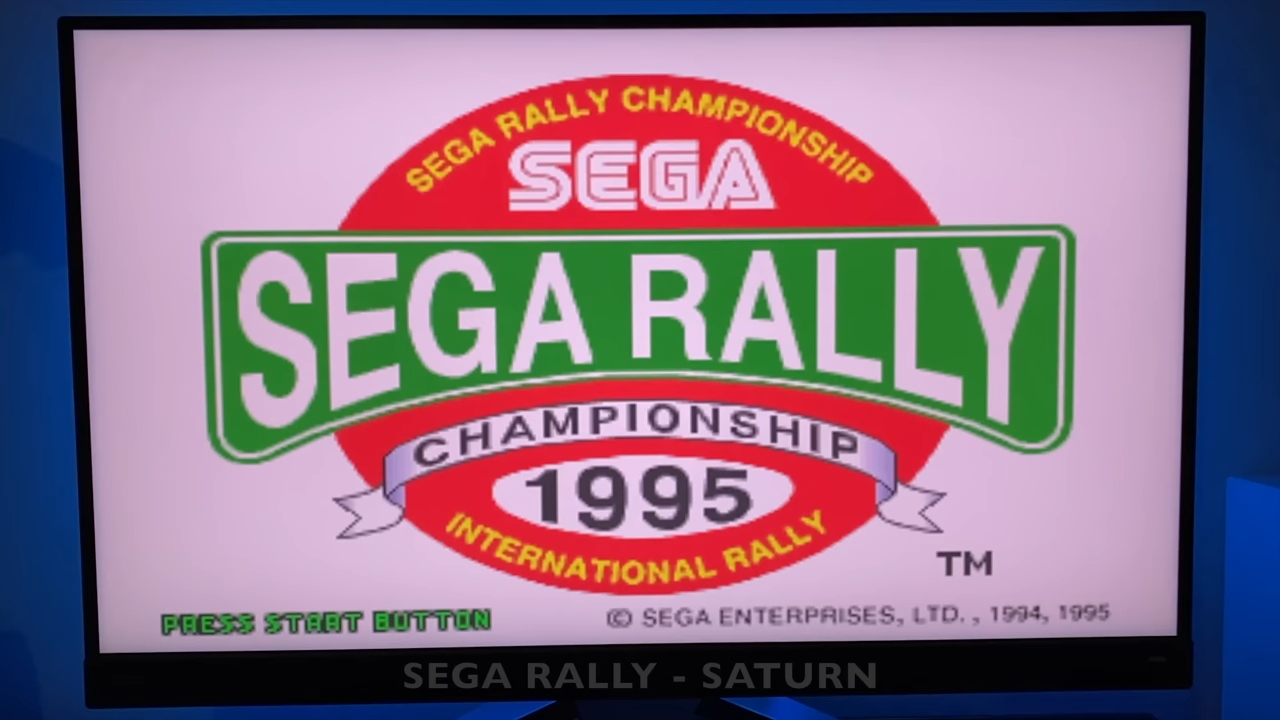 SEGA RALLY CHAMPIONSHIP
SEGA
SEGA RALLY
CHAMPIONSHIP
1995
INTERNATIONAL RALLY
TM
PRESS START BUTTON
© SEGA ENTERPRISES, LTD. , 1994, 1995
SEGA RALLY - SATURN